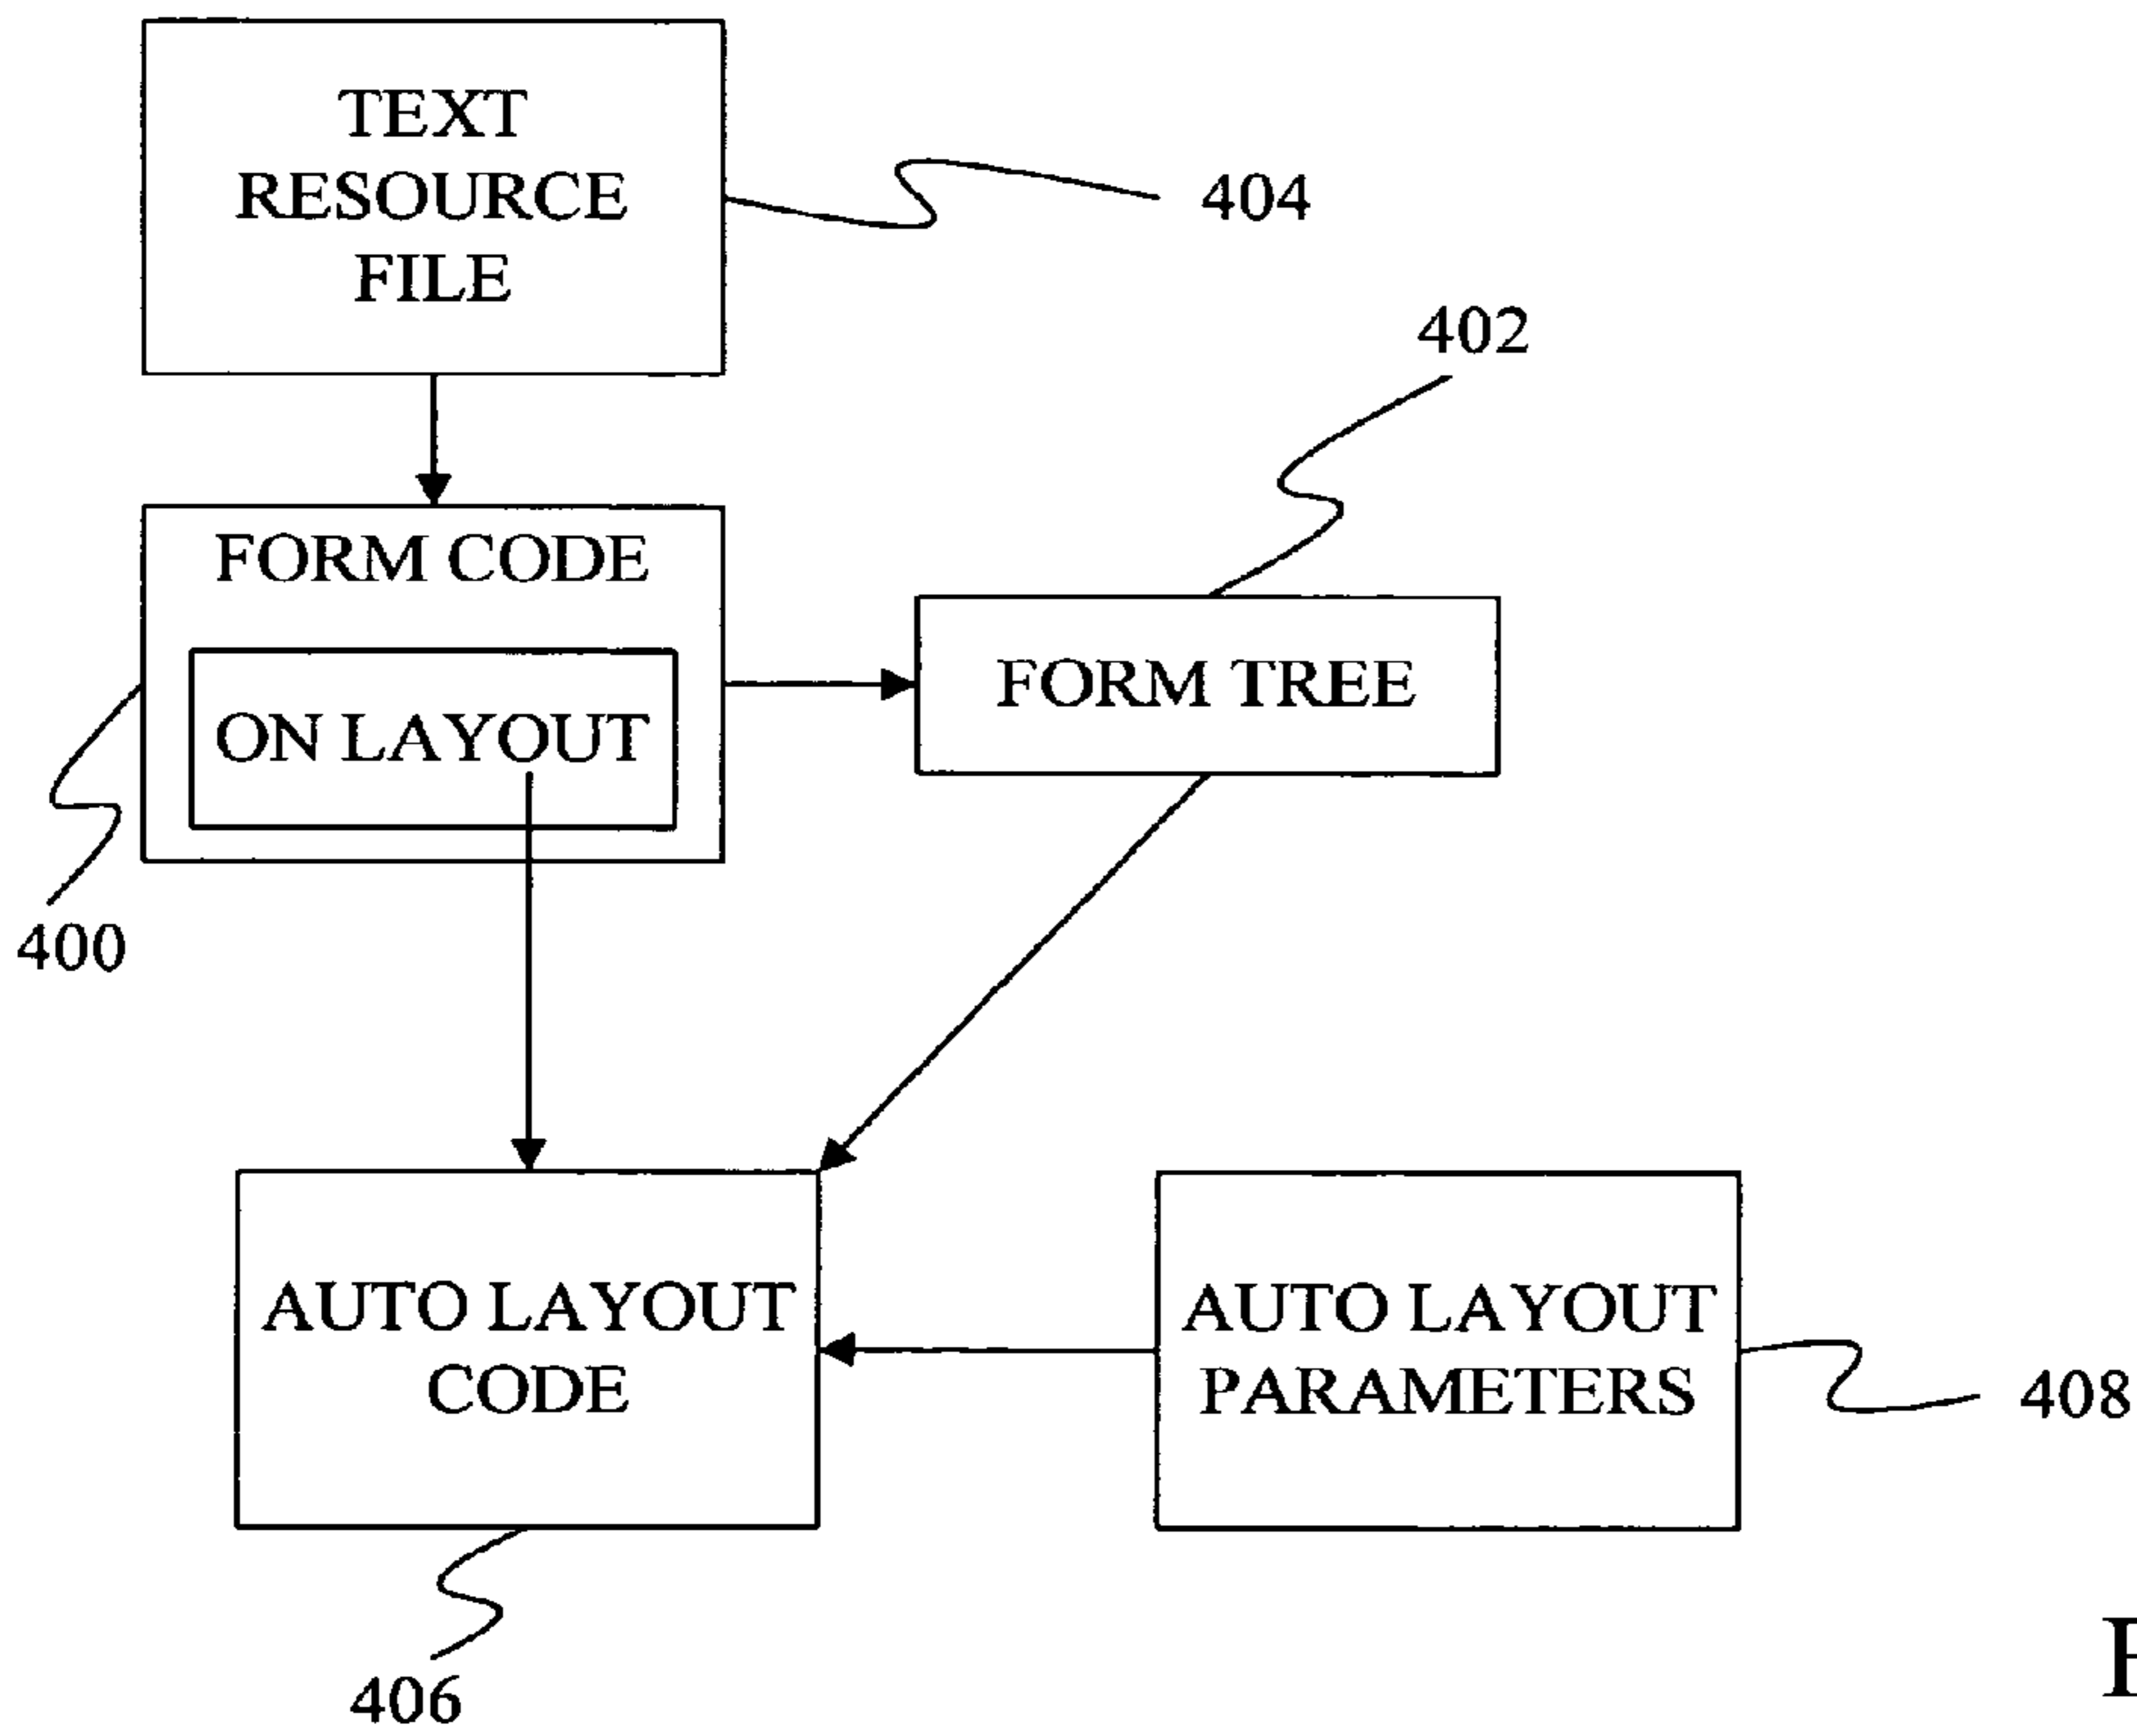 TEXT
RESOURCE
FILE
404
402
FORM CODE
FORM TREE
ON LAYOUT
400
AUTO LAYOUT
CODE
AUTO LAYOUT
PARAMETERS
408
406